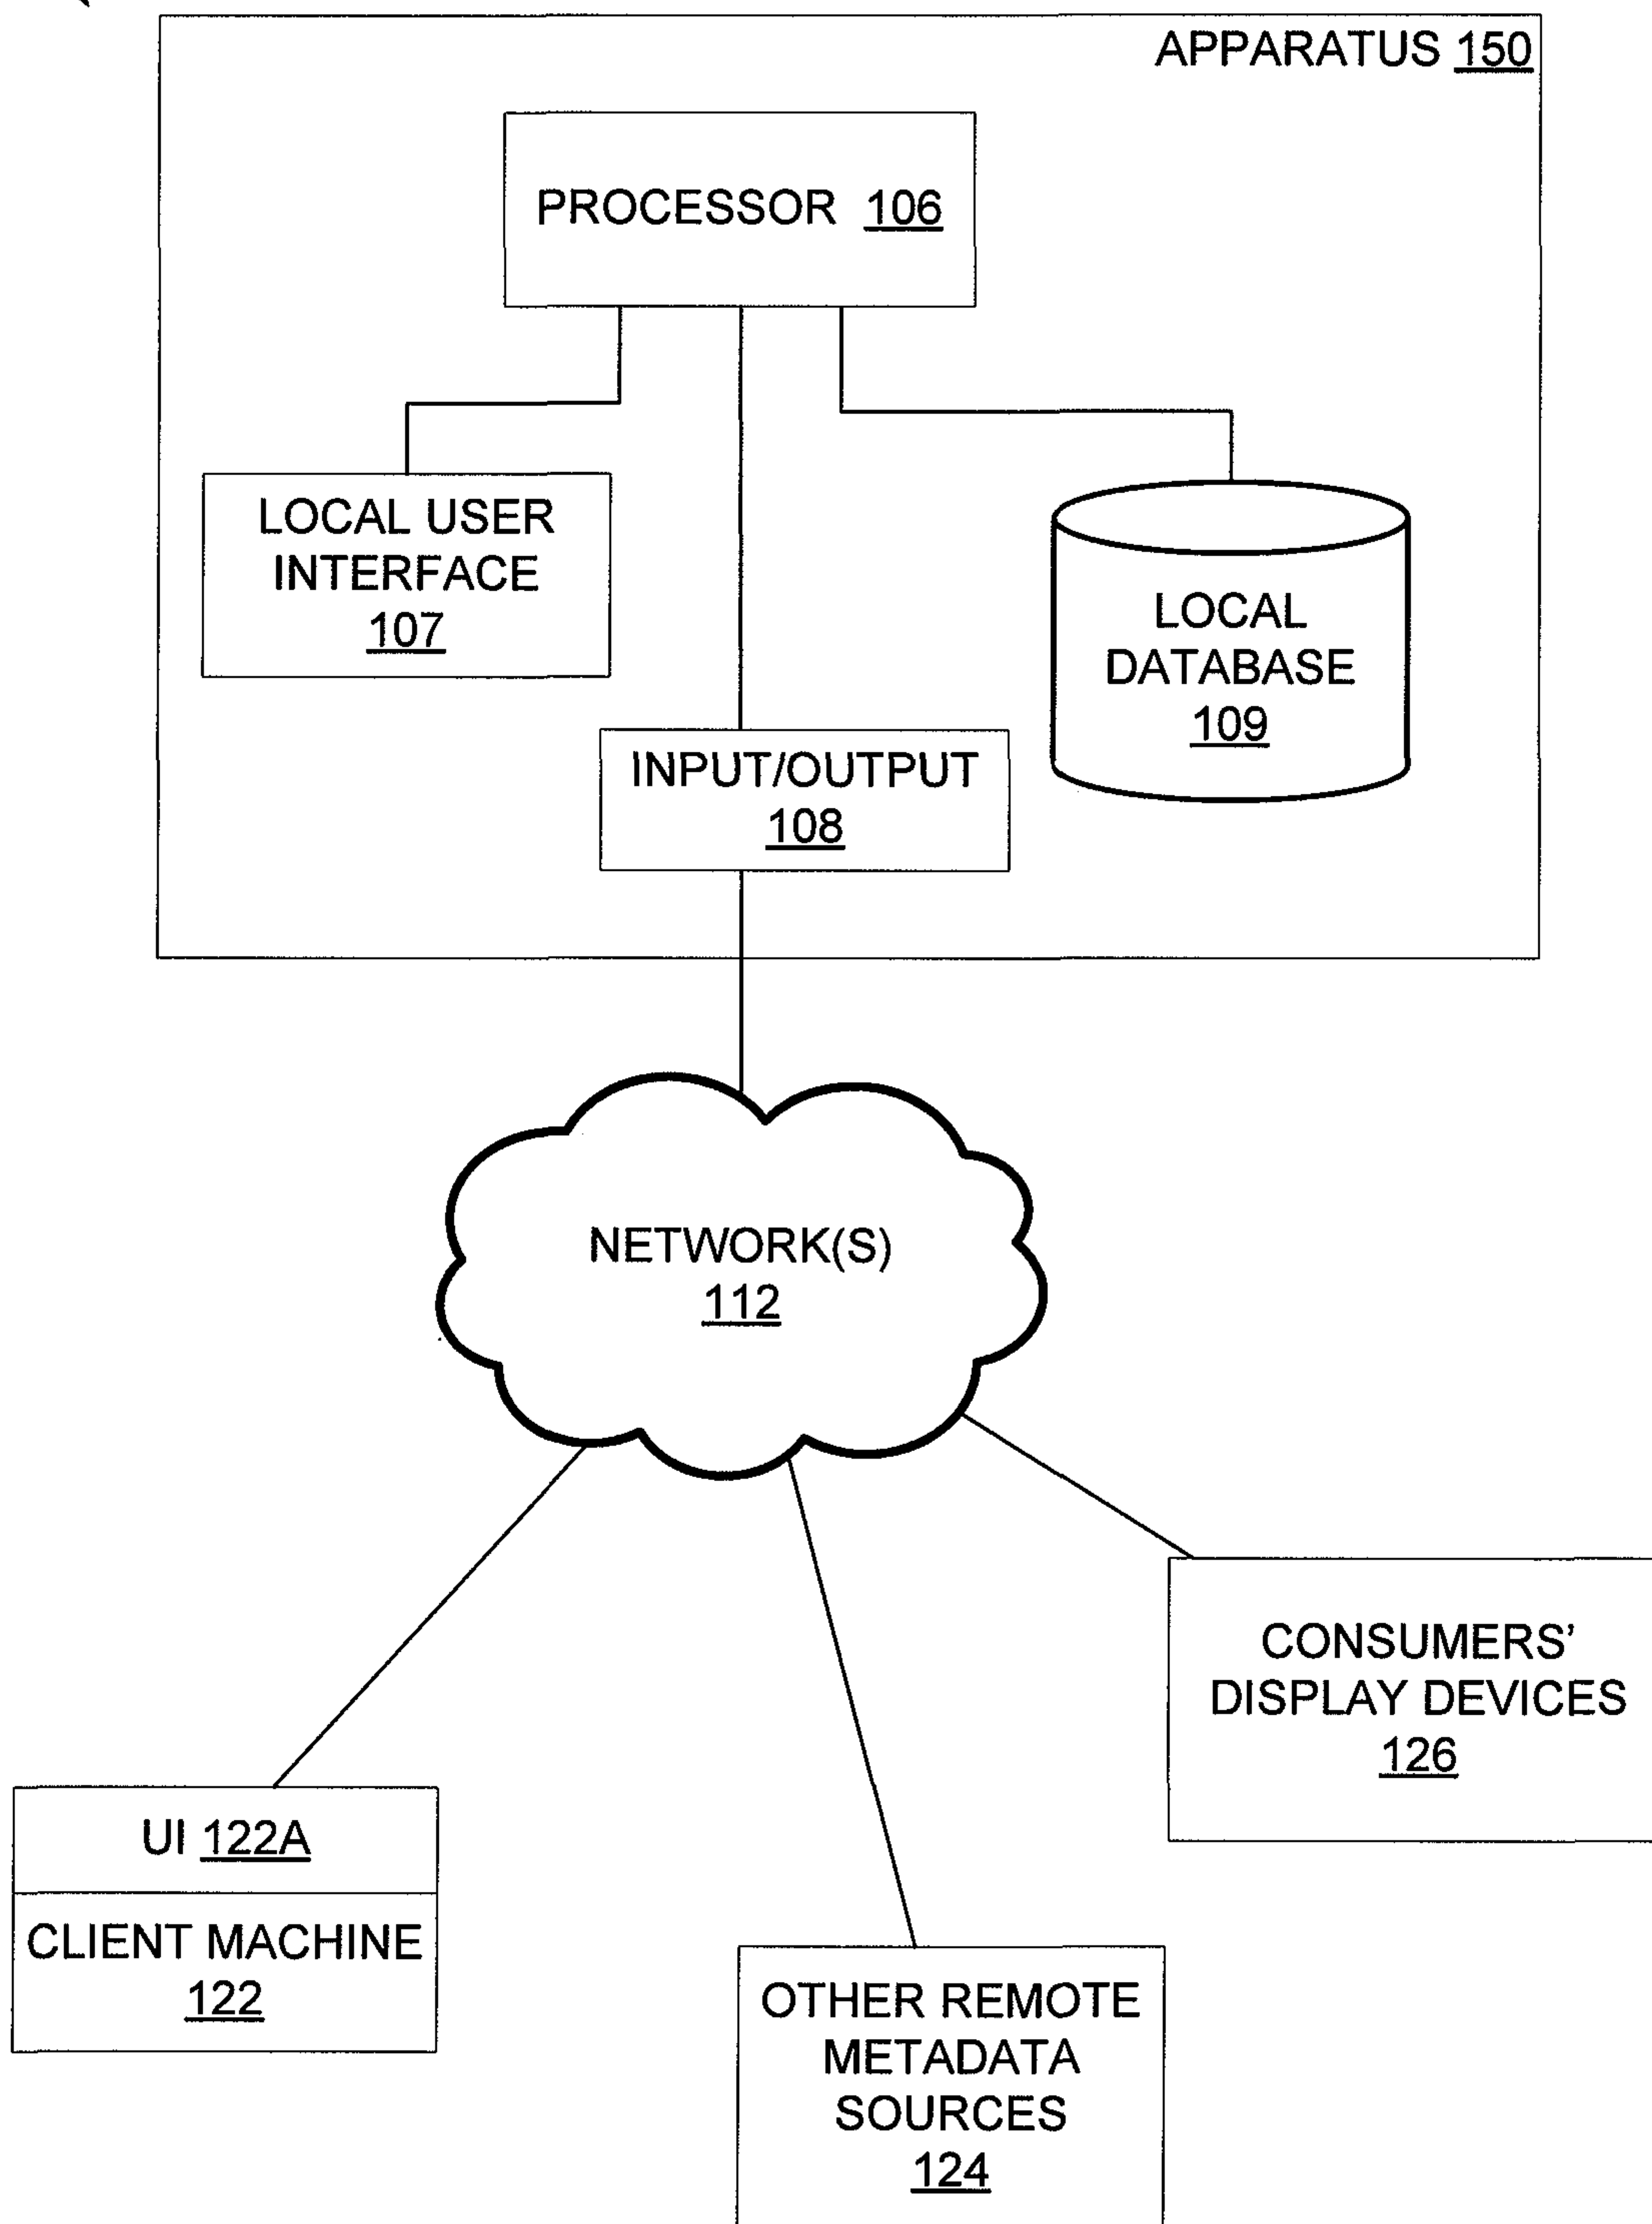 APPARATUS 150
PROCESSOR 106
LOCAL USER
INTERFACE
107
LOCAL
DATABASE
109
INPUT/OUTPUT
108
NETWORK(S)
112
CONSUMERS'
DISPLAY DEVICES
126
UI 122A
CLIENT MACHINE
122
OTHER REMOTE
METADATA
SOURCES
124